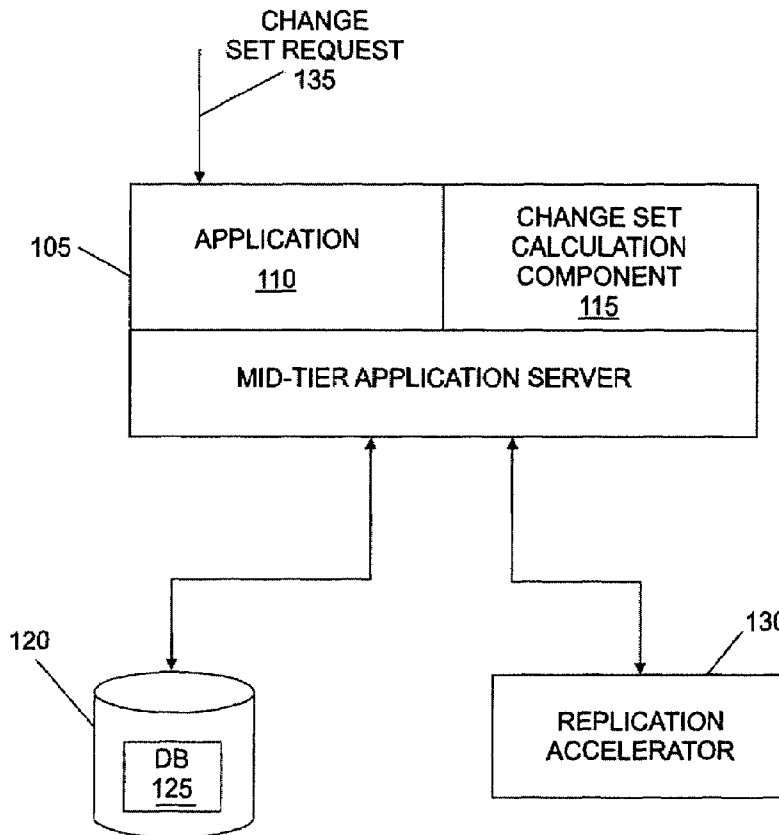 CHANGE
SET REQUEST
135
105
APPLICATION
110
CHANGE SET
CALCULATION
COMPONENT
115
MID-TIER APPLICATION SERVER
120
DB
125
130
REPLICATION
ACCELERATOR